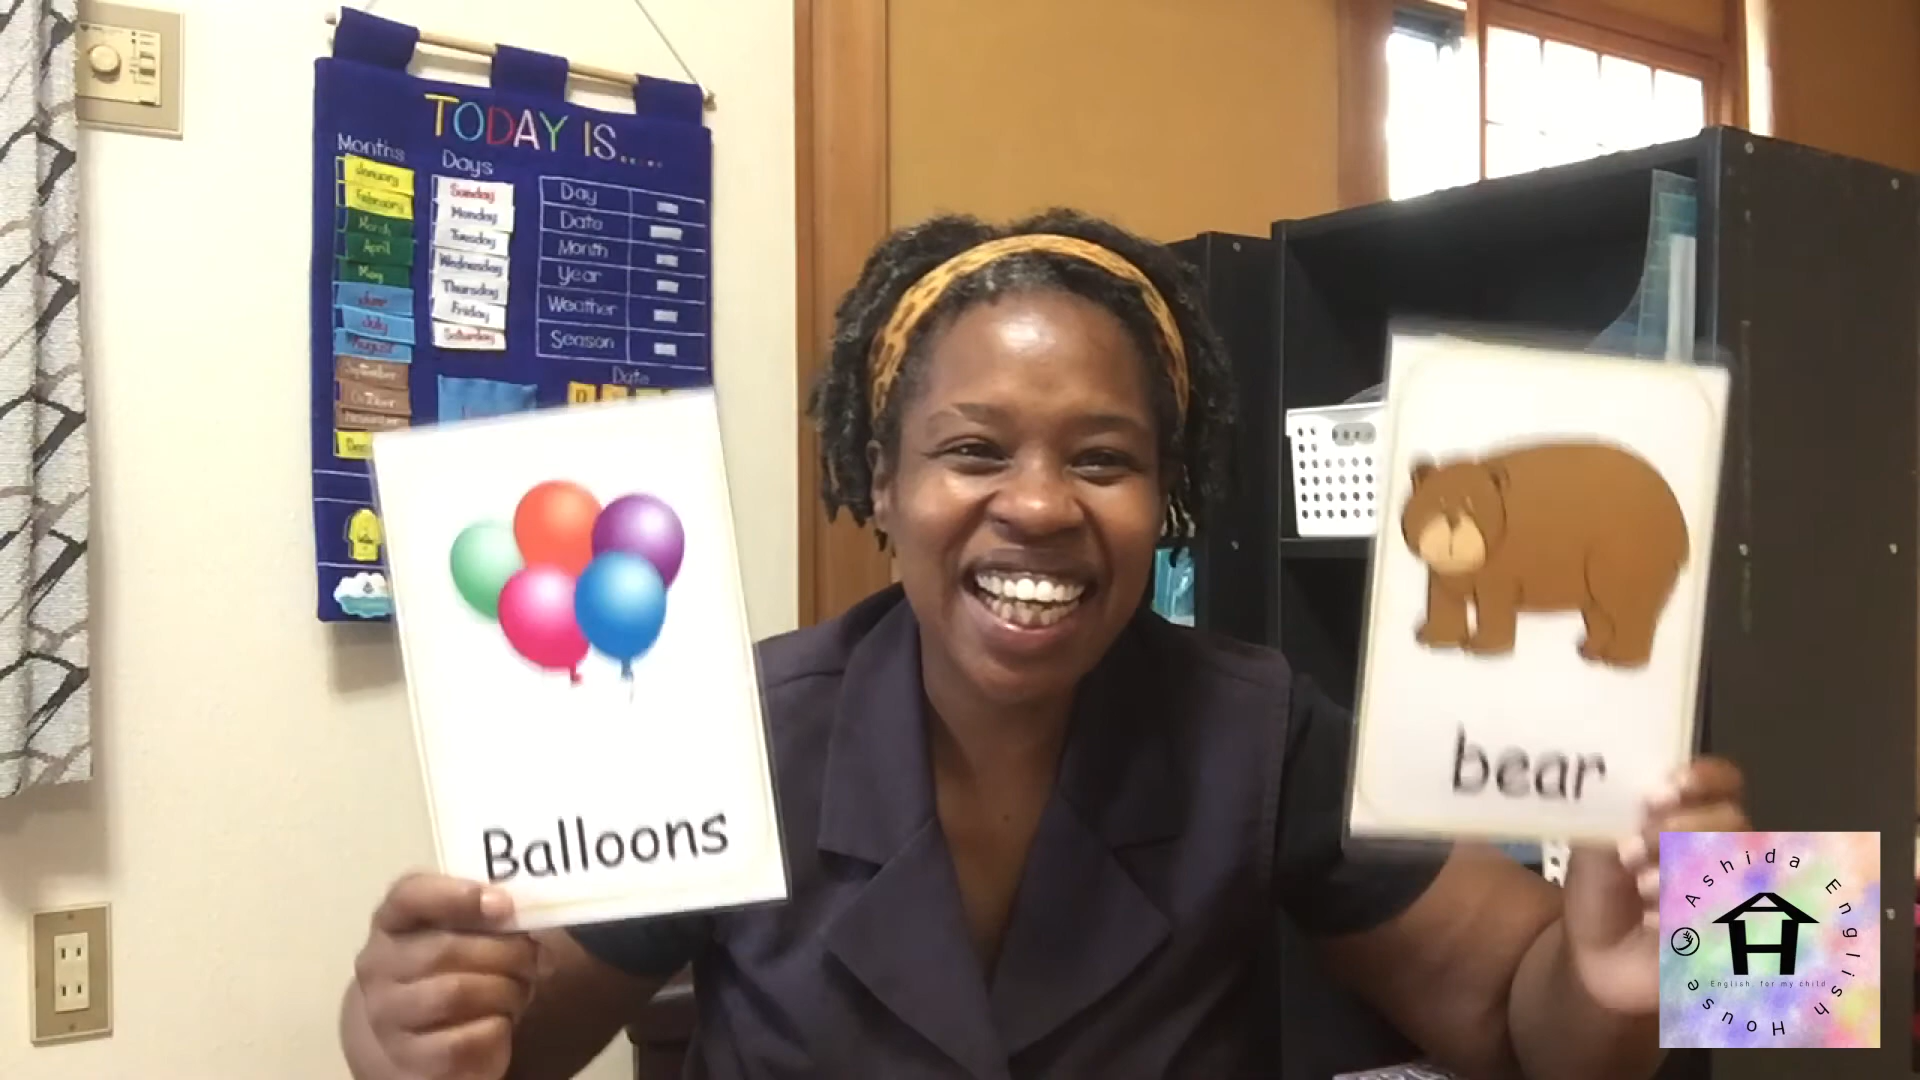 TODAY IS.....
Months
January
February
March
April
May
June
July
August
September
October
November
Days
Sunday
Monday
Tuesday
Wednesday
Thursday
Friday
Saturday
Day
Date
Month
Year
Weather
Season
Date
Balloons
bear
Ashida English House
English, for my child